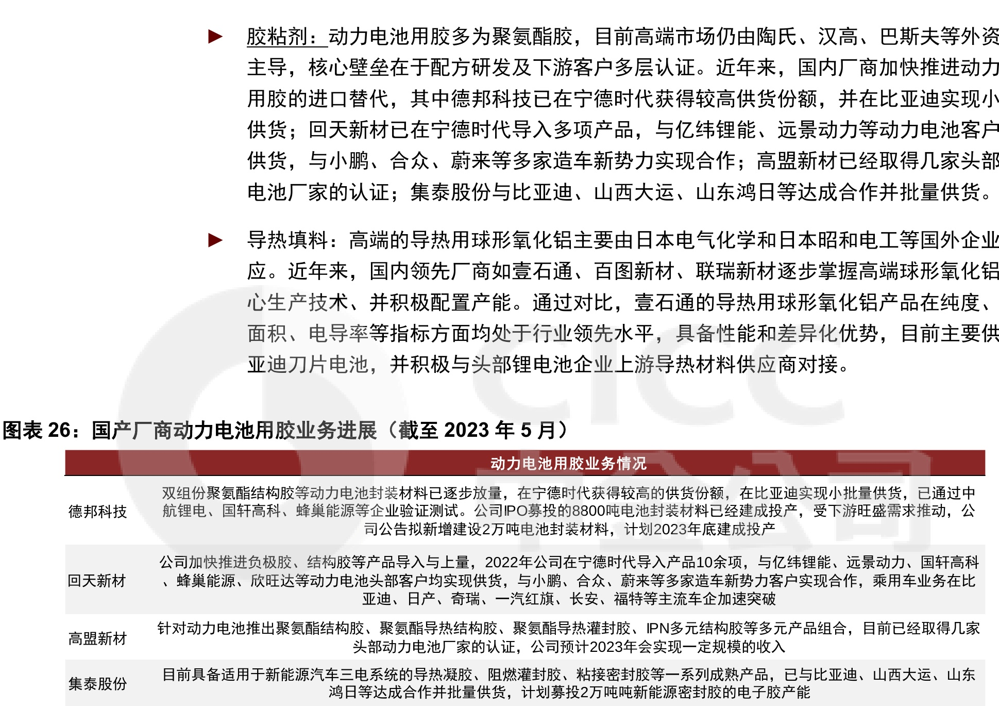 ► 胶粘剂：动力电池用胶多为聚氨酯胶，目前高端市场仍由陶氏、汉高、巴斯夫等外资
主导，核心壁垒在于配方研发及下游客户多层认证。近年来，国内厂商加快推进动力
用胶的进口替代，其中德邦科技已在宁德时代获得较高供货份额，并在比亚迪实现小
供货；回天新材已在宁德时代导入多项产品，与亿纬锂能、远景动力等动力电池客户
供货，与小鹏、合众、蔚来等多家造车新势力实现合作；高盟新材已经取得几家头部
电池厂家的认证；集泰股份与比亚迪、山西大运、山东鸿日等达成合作并批量供货。
► 导热填料：高端的导热用球形氧化铝主要由日本电气化学和日本昭和电工等国外企业
应。近年来，国内领先厂商如壹石通、百图新材、联瑞新材逐步掌握高端球形氧化铝
心生产技术、并积极配置产能。通过对比，壹石通的导热用球形氧化铝产品在纯度、
面积、电导率等指标方面均处于行业领先水平，具备性能和差异化优势，目前主要供
亚迪刀片电池，并积极与头部锂电池企业上游导热材料供应商对接。
CICC
中金公司
图表 26：国产厂商动力电池用胶业务进展（截至 2023 年 5 月）
动力电池用胶业务情况
德邦科技
双组份聚氨酯结构胶等动力电池封装材料已逐步放量，在宁德时代获得较高的供货份额，在比亚迪实现小批量供货，已通过中
航锂电、国轩高科、蜂巢能源等企业验证测试。公司IPO募投的8800吨电池封装材料已经建成投产，受下游旺盛需求推动，公
司公告拟新增建设2万吨电池封装材料，计划2023年底建成投产
回天新材
公司加快推进负极胶、结构胶等产品导入与上量，2022年公司在宁德时代导入产品10余项，与亿纬锂能、远景动力、国轩高科
、蜂巢能源、欣旺达等动力电池头部客户均实现供货，与小鹏、合众、蔚来等多家造车新势力客户实现合作，乘用车业务在比
亚迪、日产、奇瑞、一汽红旗、长安、福特等主流车企加速突破
高盟新材
针对动力电池推出聚氨酯结构胶、聚氨酯导热结构胶、聚氨酯导热灌封胶、IPN多元结构胶等多元产品组合，目前已经取得几家
头部动力电池厂家的认证，公司预计2023年会实现一定规模的收入
集泰股份
目前具备适用于新能源汽车三电系统的导热凝胶、阻燃灌封胶、粘接密封胶等一系列成熟产品，已与比亚迪、山西大运、山东
鸿日等达成合作并批量供货，计划募投2万吨吨新能源密封胶的电子胶产能